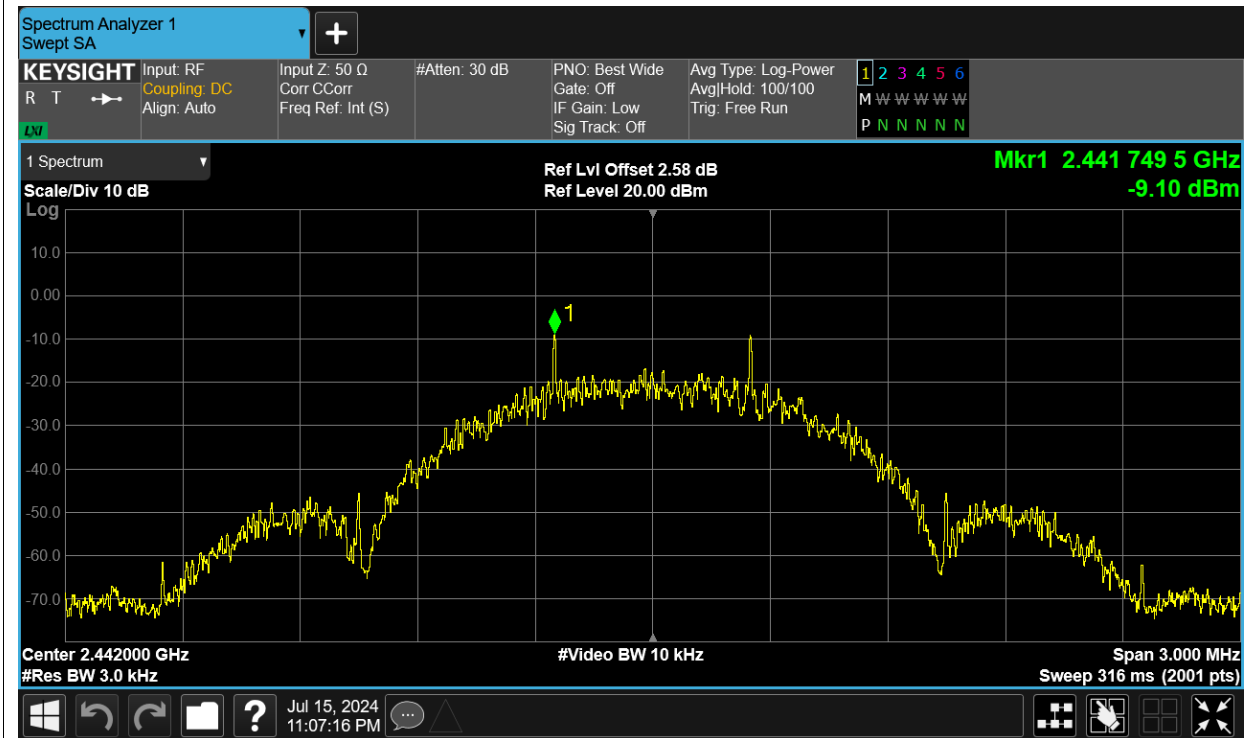 Spectrum Analyzer 1
Swept SA
KEYSIGHT
R T
LXI
Input: RF
Coupling: DC
Align: Auto
Input Z: 50 Ω
Corr CCorr
Freq Ref: Int (S)
#Atten: 30 dB
PNO: Best Wide
Gate: Off
IF Gain: Low
Sig Track: Off
Avg Type: Log-Power
Avg|Hold: 100/100
Trig: Free Run
1 2 3 4 5 6
M W W W W W
P N N N N N
1 Spectrum
Scale/Div 10 dB
Log
Ref Lvl Offset 2.58 dB
Ref Level 20.00 dBm
Mkr1 2.441 749 5 GHz
-9.10 dBm
10.0
0.00
1
-10.0
-20.0
-30.0
-40.0
-50.0
-60.0
-70.0
Center 2.442000 GHz
#Video BW 10 kHz
Span 3.000 MHz
#Res BW 3.0 kHz
Sweep 316 ms (2001 pts)
?
Jul 15, 2024
11:07:16 PM